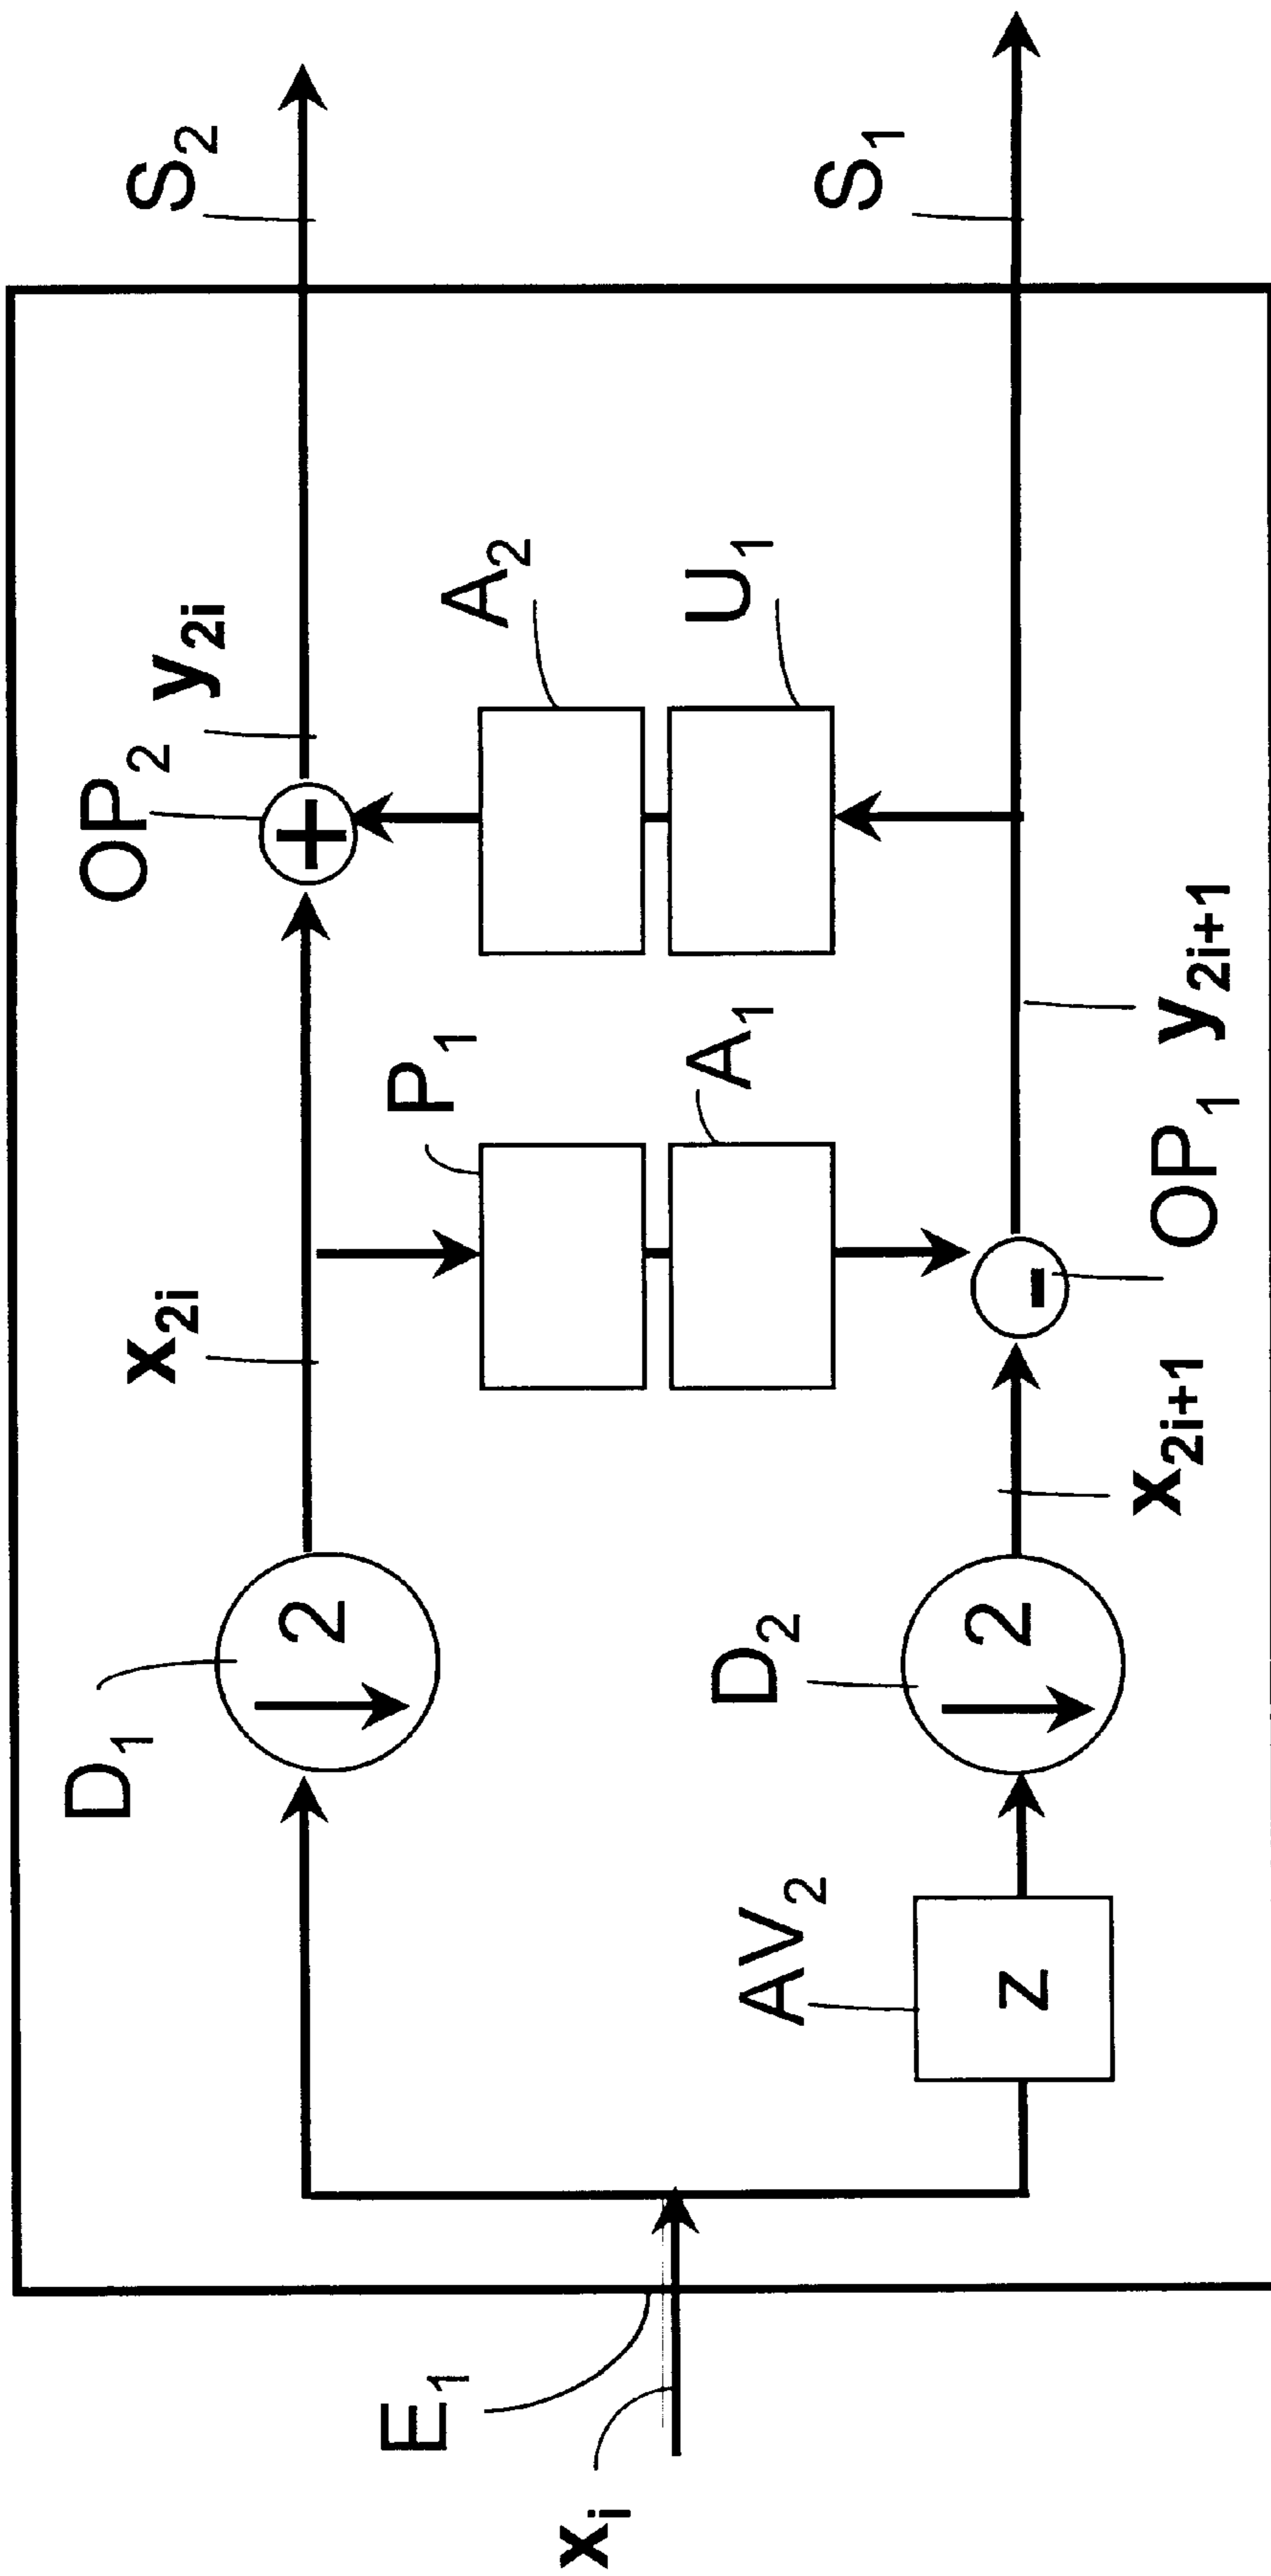 xᵢ
E₁
D₁
2
x₂ᵢ
OP₂
+
y₂ᵢ
S₂
P₁
A₁
A₂
U₁
AV₂
z
D₂
2
x₂ᵢ₊₁
-
OP₁
y₂ᵢ₊₁
S₁